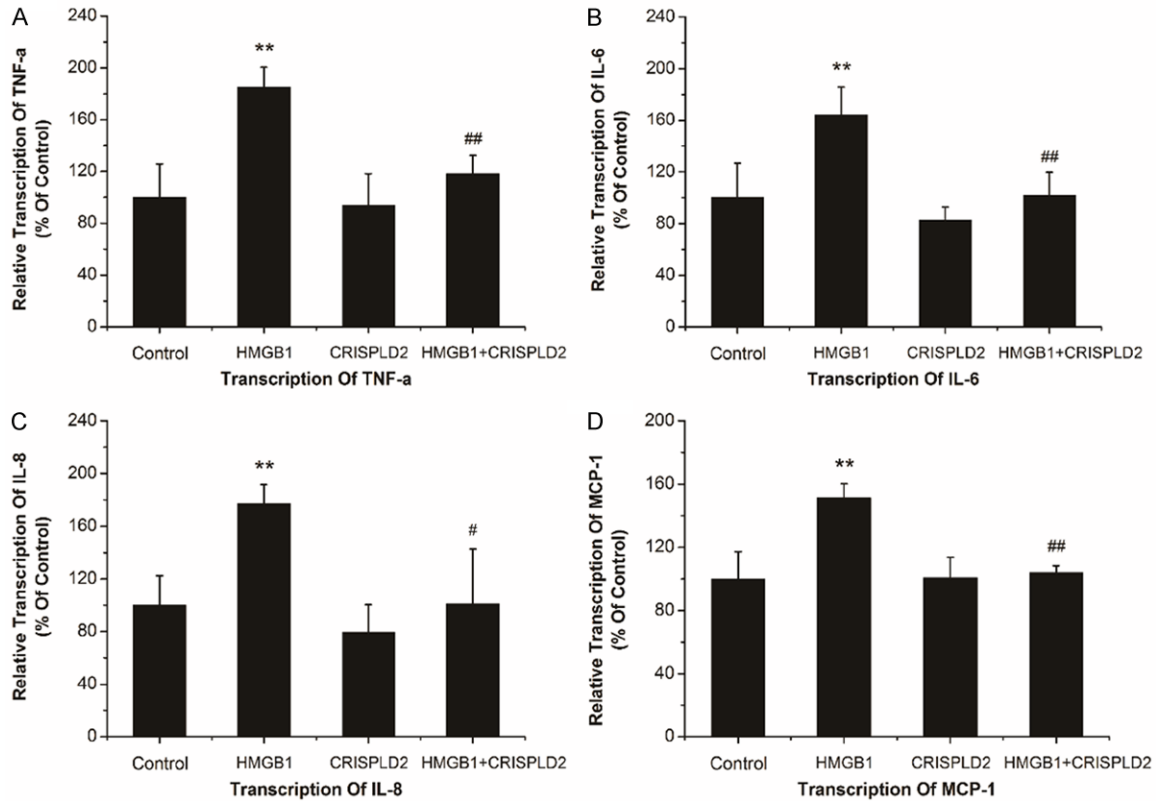 A
Relative Transcription Of TNF-a
(% Of Control)
240
200
160
120
80
40
0
**
##
Control HMGB1 CRISPLD2 HMGB1+CRISPLD2
Transcription Of TNF-a
B
Relative Transcription Of IL-6
(% Of Control)
240
200
160
120
80
40
0
**
##
Control HMGB1 CRISPLD2 HMGB1+CRISPLD2
Transcription Of IL-6
C
Relative Transcription Of IL-8
(% Of Control)
240
200
160
120
80
40
0
**
#
Control HMGB1 CRISPLD2 HMGB1+CRISPLD2
Transcription Of IL-8
D
Relative Transcription Of MCP-1
(% Of Control)
200
160
120
80
40
0
**
##
Control HMGB1 CRISPLD2 HMGB1+CRISPLD2
Transcription Of MCP-1